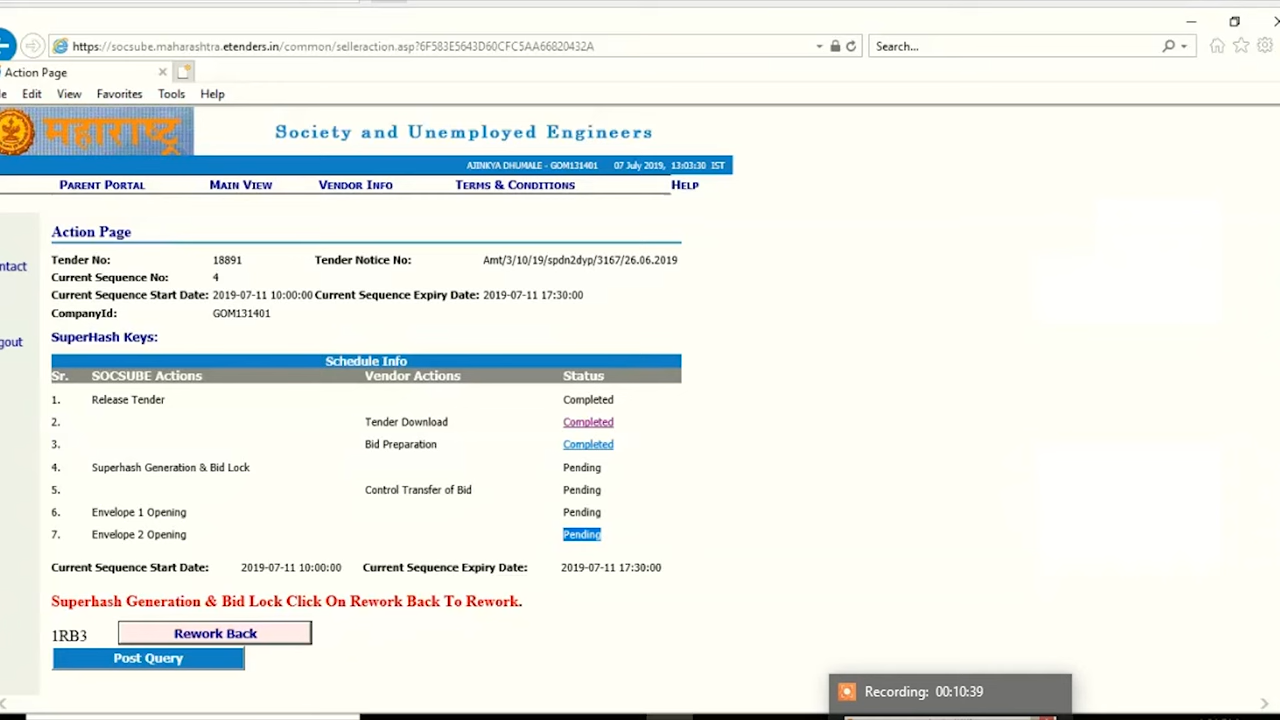 https://socsube.maharashtra.etenders.in/common/selleraction.asp?6F583E5643D60CFC5AA66820432A
Search...
Action Page
Edit View Favorites Tools Help
महाराष्ट्र
Society and Unemployed Engineers
AJINKYA DHUMALE - GOM131401 07 July 2019, 13:03:30 IST
PARENT PORTAL MAIN VIEW VENDOR INFO TERMS & CONDITIONS HELP
Action Page
Tender No: 18891 Tender Notice No: Amt/3/10/19/spdn2dyp/3167/26.06.2019
ntact
Current Sequence No: 4
Current Sequence Start Date: 2019-07-11 10:00:00 Current Sequence Expiry Date: 2019-07-11 17:30:00
CompanyId: GOM131401
SuperHash Keys:
gout
Schedule Info
Sr. SOCSUBE Actions Vendor Actions Status
1. Release Tender Completed
2. Tender Download Completed
3. Bid Preparation Completed
4. Superhash Generation & Bid Lock Pending
5. Control Transfer of Bid Pending
6. Envelope 1 Opening Pending
7. Envelope 2 Opening Pending
Current Sequence Start Date: 2019-07-11 10:00:00 Current Sequence Expiry Date: 2019-07-11 17:30:00
Superhash Generation & Bid Lock Click On Rework Back To Rework.
1RB3 Rework Back
Post Query
Recording: 00:10:39